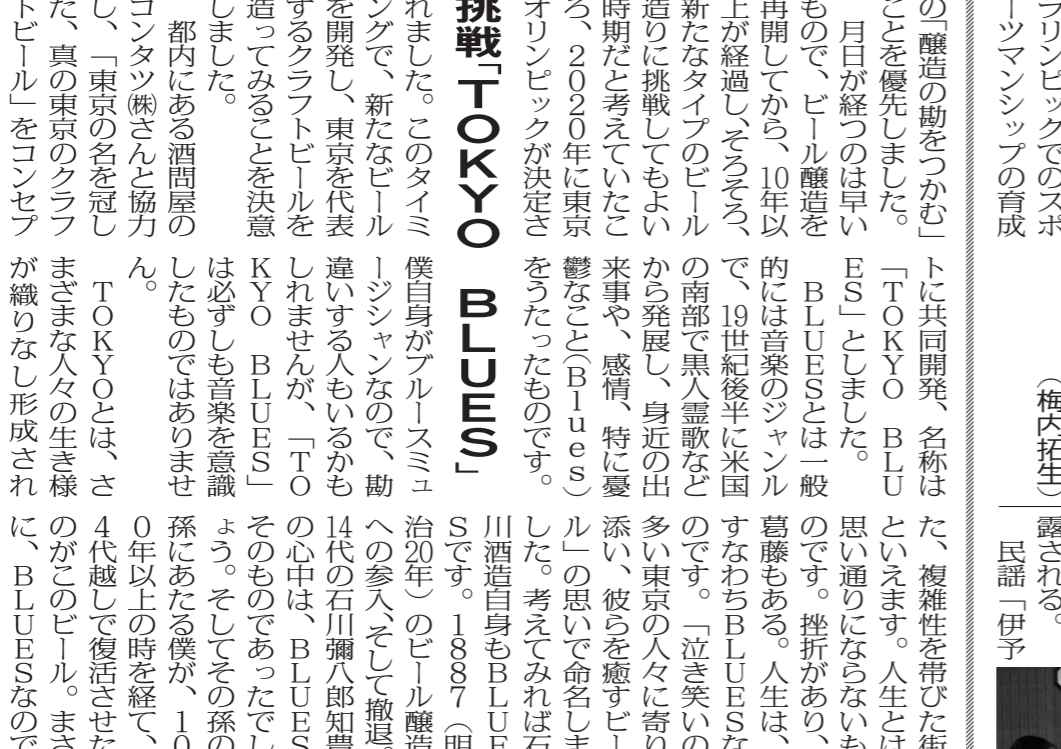 ラリンピックでのスポ
ーツマンシップの育成
（梅内拓生）
露される。
民謡「伊予
の「醸造の勘をつかむ」
ことを優先しました。
月日が経つのは早い
もので、ビール醸造を
再開してから、10年以
上が経過し、そろそろ、
新たなタイプのビール
造りに挑戦してもよい
時期だと考えていたこ
ろ、2020年に東京
オリンピックが決定さ
挑戦「TOKYO BLUES」
れました。このタイミ
ングで、新たなビール
を開発し、東京を代表
するクラフトビールを
造ってみることを決意
しました。
都内にある酒問屋の
コンタツ㈱さんと協力
し、「東京の名を冠し
た、真の東京のクラフ
トビール」をコンセプ
トに共同開発、名称は
「TOKYO BLU
ES」としました。
BLUESとは一般
的には音楽のジャンル
で、19世紀後半に米国
の南部で黒人霊歌など
から発展し、身近の出
来事や、感情、特に憂
鬱なこと(Blues)
をうたったものです。
僕自身がブルースミュ
ージシャンなので、勘
違いする人もいるかも
しれませんが、「TO
KYO BLUES」
は必ずしも音楽を意識
したものではありませ
ん。
TOKYOとは、さ
まざまな人々の生き様
が織りなし形成され
た、複雑性を帯びた街
といえます。人生とは
思い通りにならないも
のです。挫折があり、
葛藤もある。人生は、
すなわちBLUESな
のです。「泣き笑いの
多い東京の人々に寄り
添い、彼らを癒すビー
ル」の思いで命名しま
した。考えてみれば石
川酒造自身もBLUE
Sです。1887（明
治20年）のビール醸造
への参入、そして撤退。
14代の石川彌八郎知貴
の心中は、BLUES
そのものであったでし
ょう。そしてその孫の
孫にあたる僕が、10
0年以上の時を経て、
4代越しで復活させた
のがこのビール。まさ
に、BLUESなので